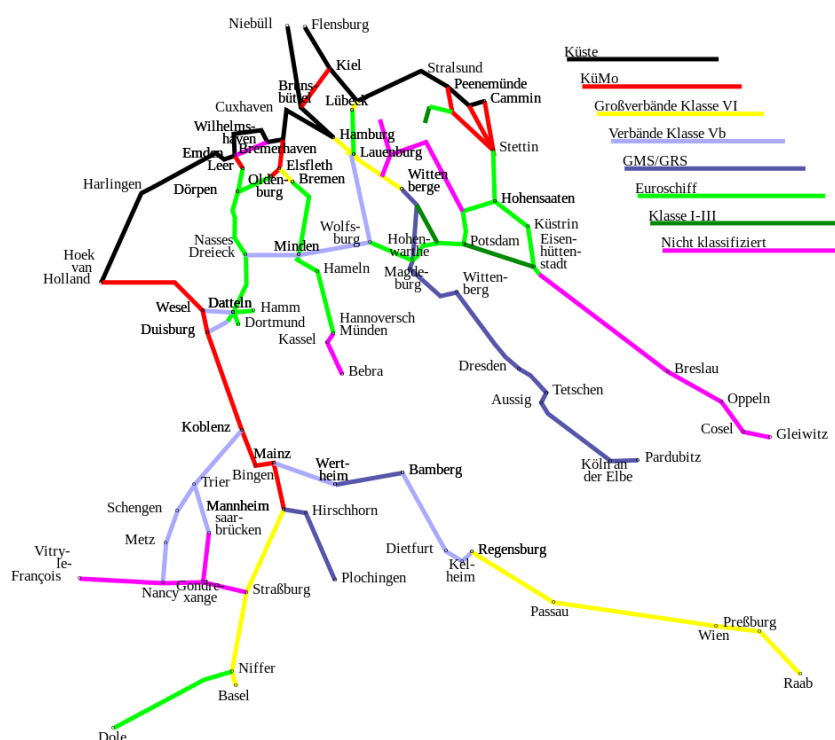 Niebüll
Flensburg
Küste
Kiel
Stralsund
Peenemünde
KüMo
Bruns-
büttel
Lübeck
Cammin
Cuxhaven
Großverbände Klasse VI
Wilhelms-
haven
Hamburg
Verbände Klasse Vb
Emden
Bremerhaven
Lauenburg
Stettin
Leer
Elsfleth
GMS/GRS
Harlingen
Dörpen
Olden-
burg
Bremen
Witten
berge
Euroschiff
Hohensaaten
Klasse I-III
Wolfs-
burg
Küstrin
Hoek
van
Holland
Nasses
Dreieck
Minden
Hohen-
warthe
Potsdam
Eisen-
hütten-
stadt
Nicht klassifiziert
Hameln
Magde-
burg
Witten-
berg
Wesel
Datteln
Hamm
Duisburg
Dortmund
Hannoversch
Münden
Kassel
Bebra
Dresden
Tetschen
Breslau
Aussig
Oppeln
Koblenz
Cosel
Gleiwitz
Mainz
Bingen
Wert-
heim
Bamberg
Köln an
der Elbe
Pardubitz
Trier
Schengen
Mannheim
saar-
brücken
Hirschhorn
Metz
Dietfurt
Regensburg
Kel-
heim
Vitry-
le-
François
Nancy
Gondre-
xange
Straßburg
Plochingen
Passau
Preßburg
Wien
Niffer
Basel
Raab
Dole